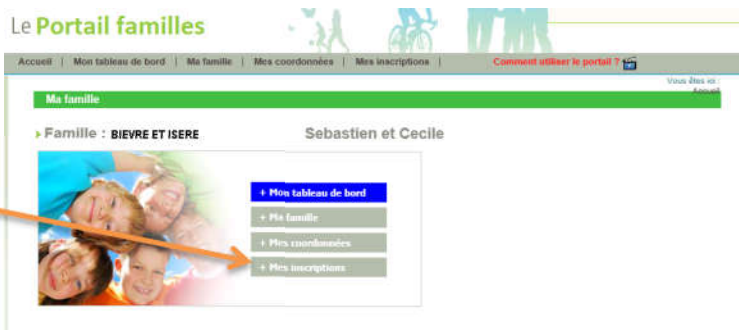 Le Portail familles
Accueil | Mon tableau de bord | Ma famille | Mes coordonnées | Mes inscriptions | Comment utiliser le portail ?
Vous êtes ici :
Accueil
Ma famille
Famille : BIEVRE ET ISERE Sebastien et Cecile
+ Mon tableau de bord
+ Ma famille
+ Mes coordonnées
+ Mes inscriptions